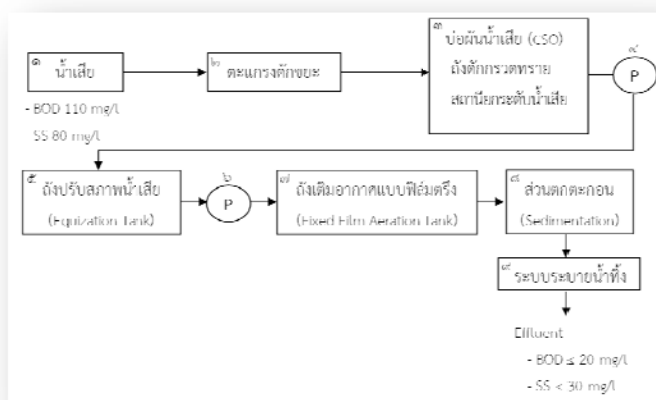 ๑ น้ำเสีย
- BOD 110 mg/l
SS 80 mg/l
๒ ตะแกรงดักขยะ
๓ บ่อผันน้ำเสีย (CSO)
ถังดักกรวดทราย
สถานียกระดับน้ำเสีย
๔
P
๕ ถังปรับสภาพน้ำเสีย
(Equization Tank)
๖
P
๗ ถังเติมอากาศแบบฟิล์มตรึง
(Fixed Film Aeration Tank)
๘ ส่วนตกตะกอน
(Sedimentation)
๙ ระบบระบายน้ำทิ้ง
Effluent
- BOD ≤ 20 mg/l
- SS < 30 mg/l